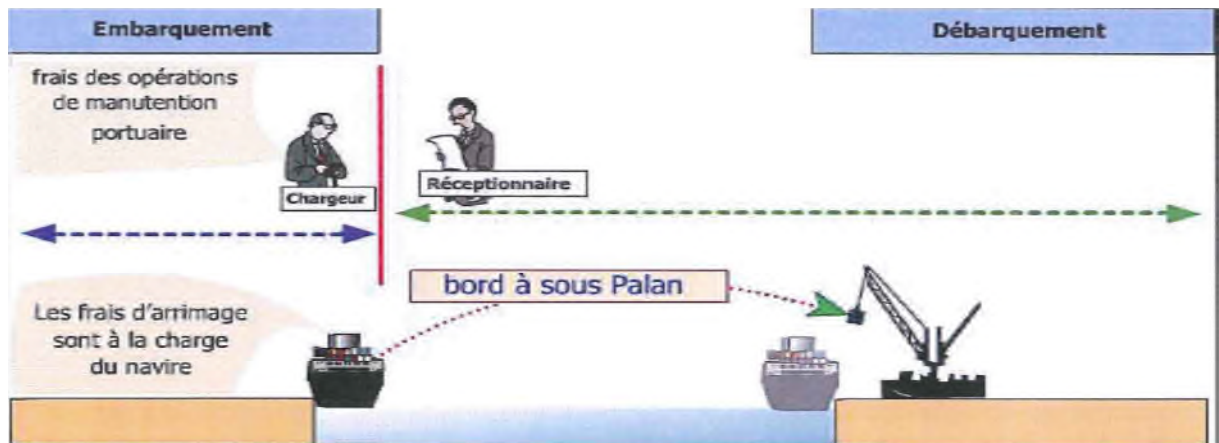 Embarquement
Débarquement
frais des opérations
de manutention
portuaire
Chargeur
Réceptionnaire
bord à sous Palan
Les frais d'arrimage
sont à la charge
du navire